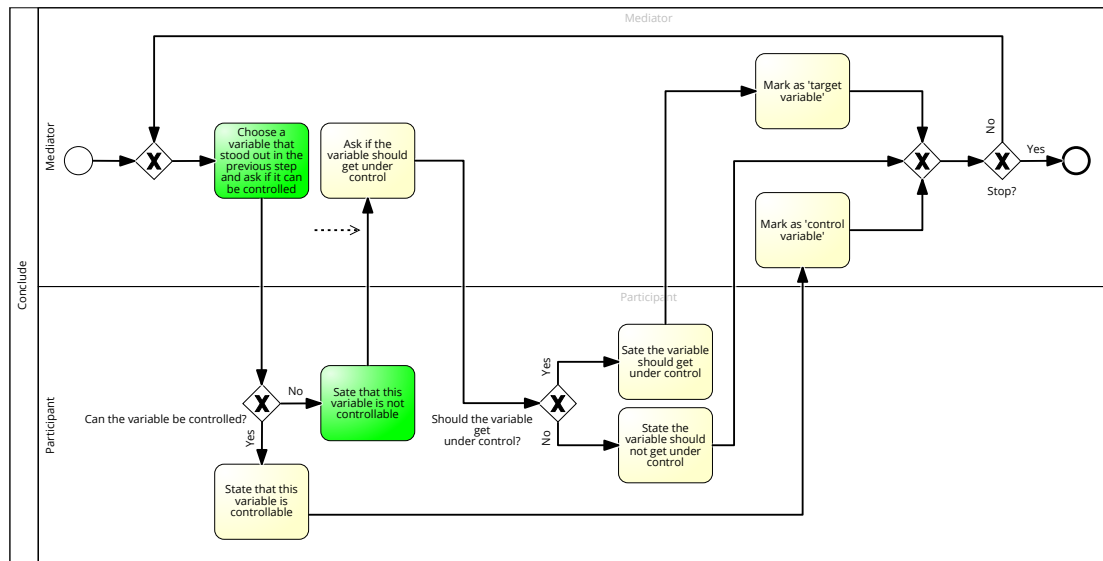 Mediator
Conclude
Mediator
Choose a
variable that
stood out in the
previous step
and ask if it can
be controlled
Ask if the
variable should
get under
control
Mark as 'target
variable'
Mark as 'control
variable'
No
Yes
Stop?
Participant
Participant
Can the variable be controlled?
No
Yes
Sate that this
variable is not
controllable
State that this
variable is
controllable
Should the variable
get
under control?
Yes
No
Sate the variable
should get
under control
State the
variable should
not get under
control